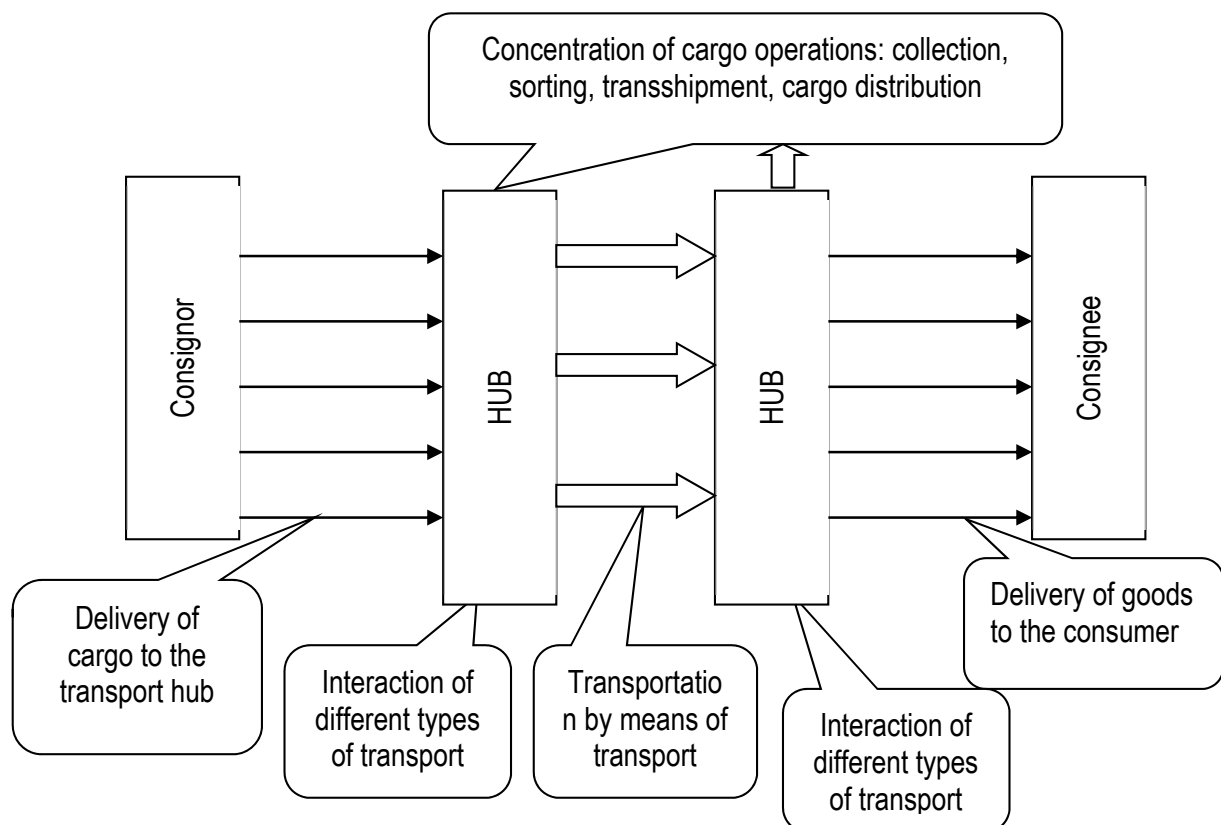 Concentration of cargo operations: collection,
sorting, transshipment, cargo distribution
Consignor
HUB
HUB
Consignee
Delivery of
cargo to the
transport hub
Interaction of
different types
of transport
Transportatio
n by means of
transport
Interaction of
different types
of transport
Delivery of goods
to the consumer